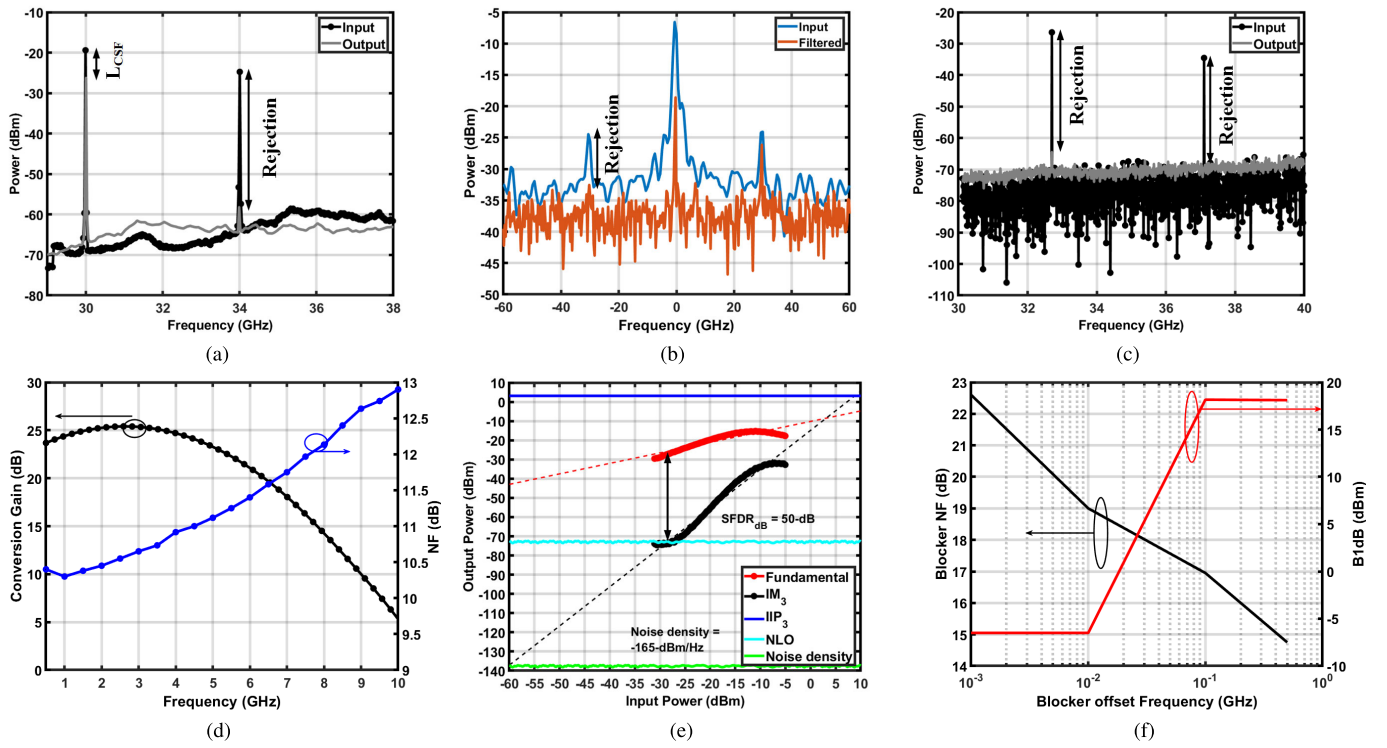 -10
-20
-30
-40
-50
-60
-70
-80
Power (dBm)
Input
Output
L_CSF
Rejection
30 32 34 36 38
Frequency (GHz)
(a)
-5
-10
-15
-20
-25
-30
-35
-40
-45
-50
Power (dBm)
Input
Filtered
Rejection
-60 -40 -20 0 20 40 60
Frequency (GHz)
(b)
-20
-30
-40
-50
-60
-70
-80
-90
-100
-110
Power (dBm)
Input
Output
Rejection
Rejection
30 32 34 36 38 40
Frequency (GHz)
(c)
30
25
20
15
10
5
0
Conversion Gain (dB)
13
12.5
12
11.5
11
10.5
10
9.5
9
NF (dB)
1 2 3 4 5 6 7 8 9 10
Frequency (GHz)
(d)
10
0
-10
-20
-30
-40
-50
-60
-70
-80
-90
-100
-110
-120
-130
-140
Output Power (dBm)
SFDR_dB = 50-dB
Noise density =
-165-dBm/Hz
Fundamental
IM_3
IIP_3
NLO
Noise density
-60 -55 -50 -45 -40 -35 -30 -25 -20 -15 -10 -5 0 5 10
Input Power (dBm)
(e)
23
22
21
20
19
18
17
16
15
14
Blocker NF (dB)
20
15
10
5
0
-5
-10
B1dB (dBm)
10^-3 10^-2 10^-1 10^0
Blocker offset Frequency (GHz)
(f)